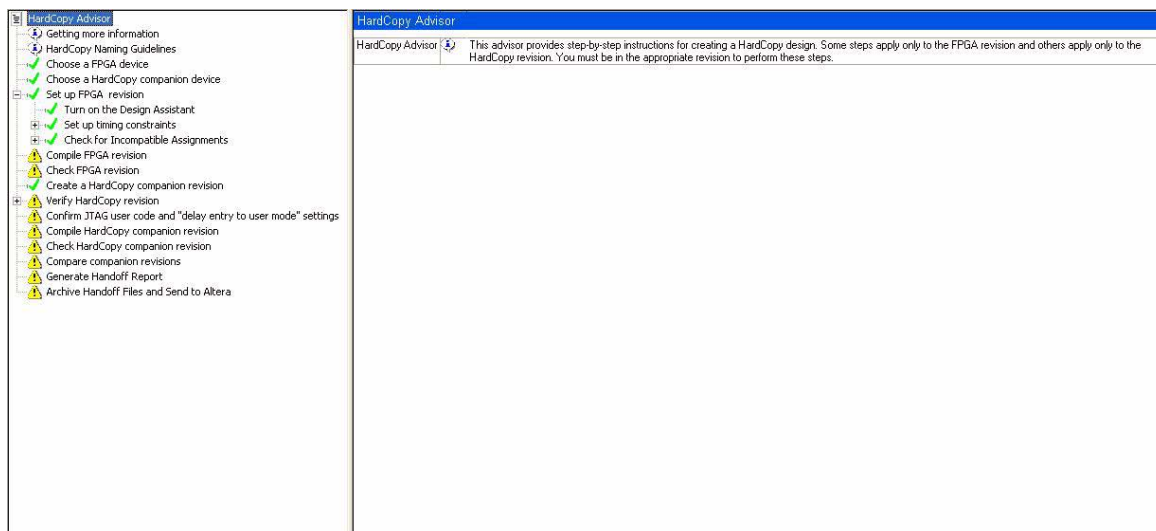 HardCopy Advisor
Getting more information
HardCopy Naming Guidelines
Choose a FPGA device
Choose a HardCopy companion device
Set up FPGA revision
Turn on the Design Assistant
Set up timing constraints
Check for Incompatible Assignments
Compile FPGA revision
Check FPGA revision
Create a HardCopy companion revision
Verify HardCopy revision
Confirm JTAG user code and "delay entry to user mode" settings
Compile HardCopy companion revision
Check HardCopy companion revision
Compare companion revisions
Generate Handoff Report
Archive Handoff Files and Send to Altera
HardCopy Advisor
HardCopy Advisor This advisor provides step-by-step instructions for creating a HardCopy design. Some steps apply only to the FPGA revision and others apply only to the
HardCopy revision. You must be in the appropriate revision to perform these steps.